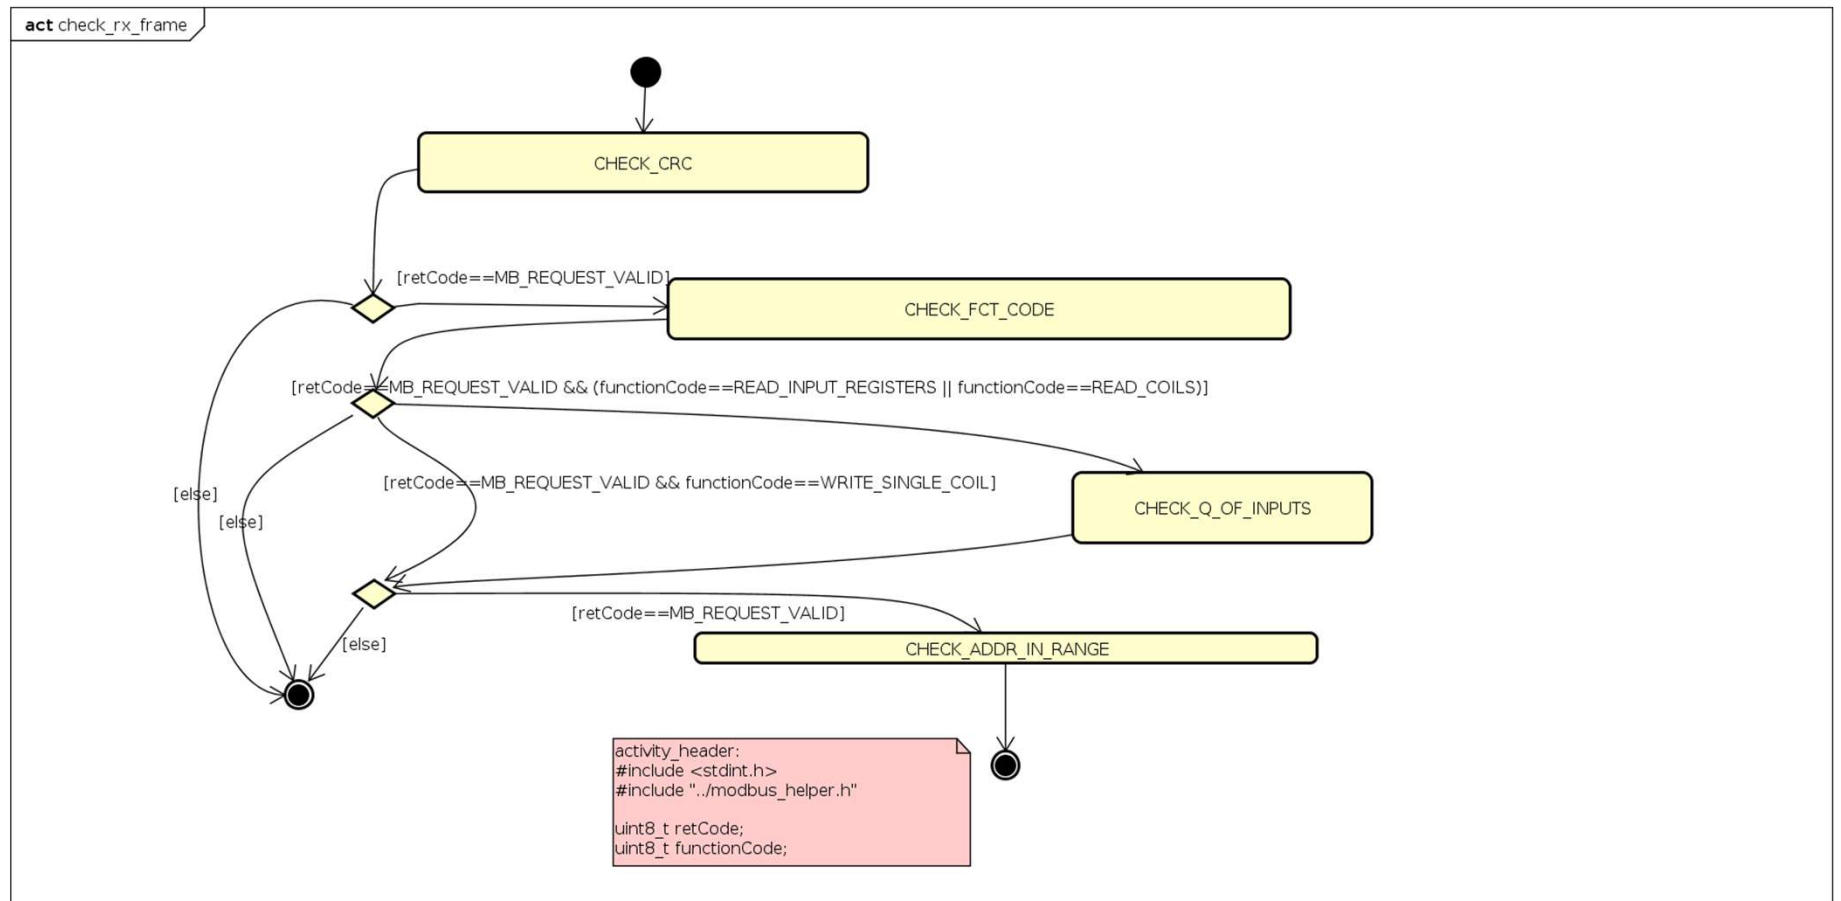 act check_rx_frame
CHECK_CRC
[retCode==MB_REQUEST_VALID]
CHECK_FCT_CODE
[retCode==MB_REQUEST_VALID && (functionCode==READ_INPUT_REGISTERS || functionCode==READ_COILS)]
[retCode==MB_REQUEST_VALID && functionCode==WRITE_SINGLE_COIL]
[else]
[else]
CHECK_Q_OF_INPUTS
[retCode==MB_REQUEST_VALID]
[else]
CHECK_ADDR_IN_RANGE
activity_header:
#include <stdint.h>
#include "../modbus_helper.h"
uint8_t retCode;
uint8_t functionCode;